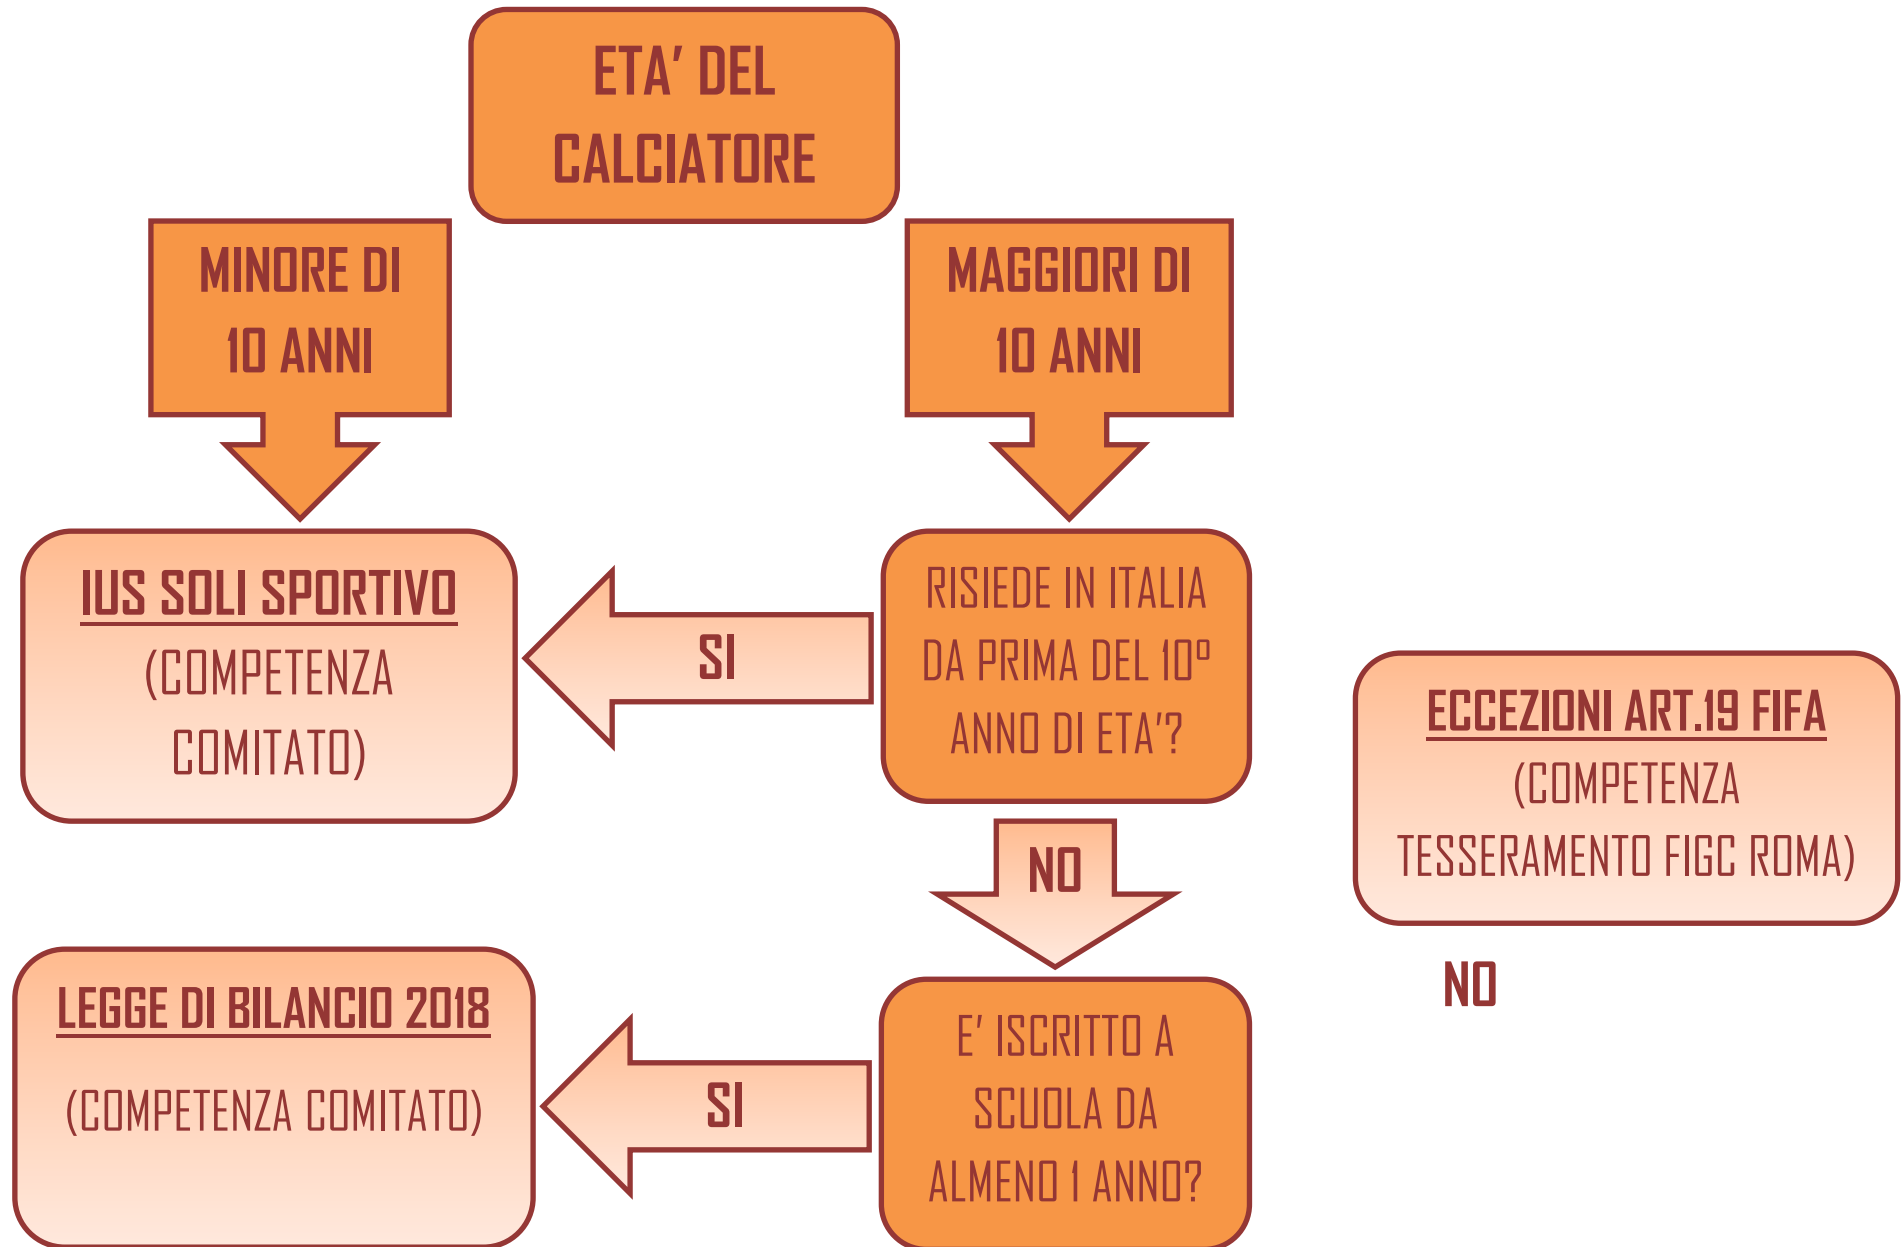 ETA' DEL
CALCIATORE
MINORE DI
10 ANNI
MAGGIORI DI
10 ANNI
IUS SOLI SPORTIVO
(COMPETENZA
COMITATO)
SI
RISIEDE IN ITALIA
DA PRIMA DEL 10°
ANNO DI ETA'?
ECCEZIONI ART.19 FIFA
(COMPETENZA
TESSERAMENTO FIGC ROMA)
NO
NO
LEGGE DI BILANCIO 2018
(COMPETENZA COMITATO)
SI
E' ISCRITTO A
SCUOLA DA
ALMENO 1 ANNO?